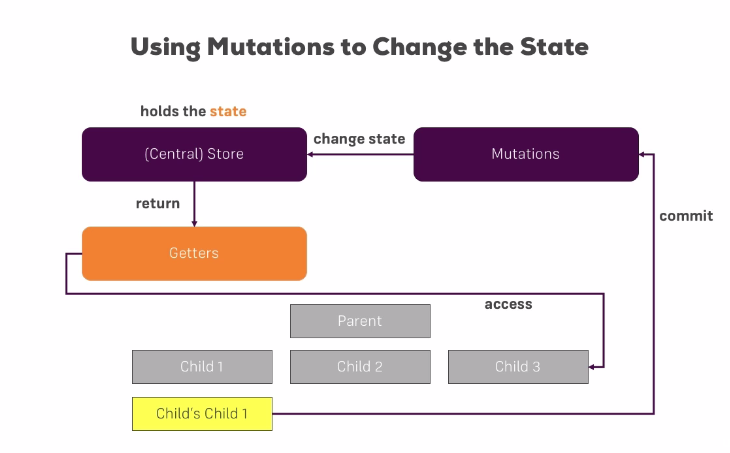 Using Mutations to Change the State
holds the state
(Central) Store
change state
Mutations
return
commit
Getters
access
Parent
Child 1
Child 2
Child 3
Child's Child 1